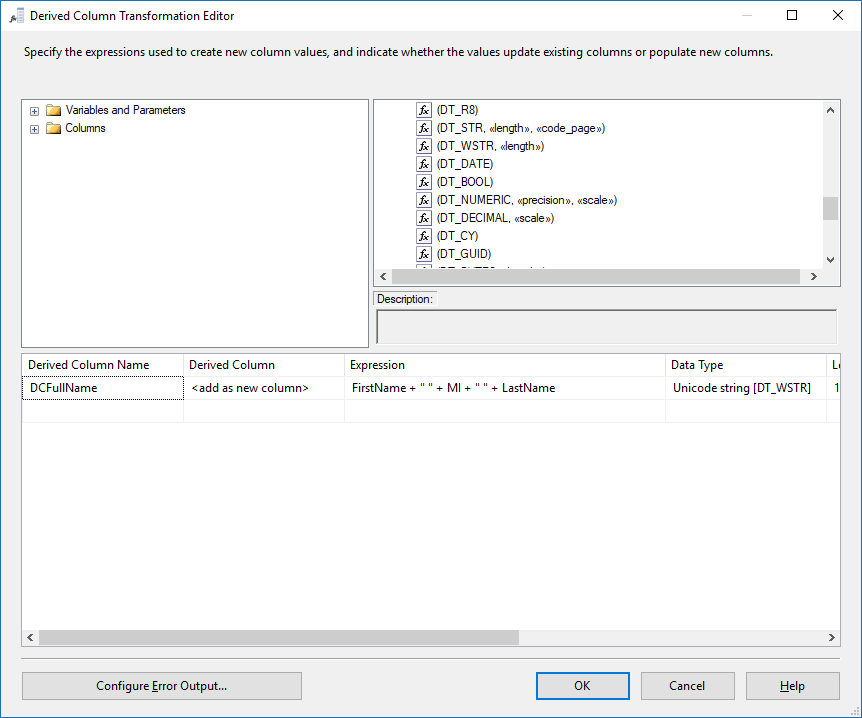 Derived Column Transformation Editor
Specify the expressions used to create new column values, and indicate whether the values update existing columns or populate new columns.
Variables and Parameters
Columns
(DT_R8)
(DT_STR, «length», «code_page»)
(DT_WSTR, «length»)
(DT_DATE)
(DT_BOOL)
(DT_NUMERIC, «precision», «scale»)
(DT_DECIMAL, «scale»)
(DT_CY)
(DT_GUID)
Description:
Derived Column Name Derived Column Expression Data Type
DCFullName <add as new column> FirstName + " " + MI + " " + LastName Unicode string [DT_WSTR] 1
Configure Error Output... OK Cancel Help